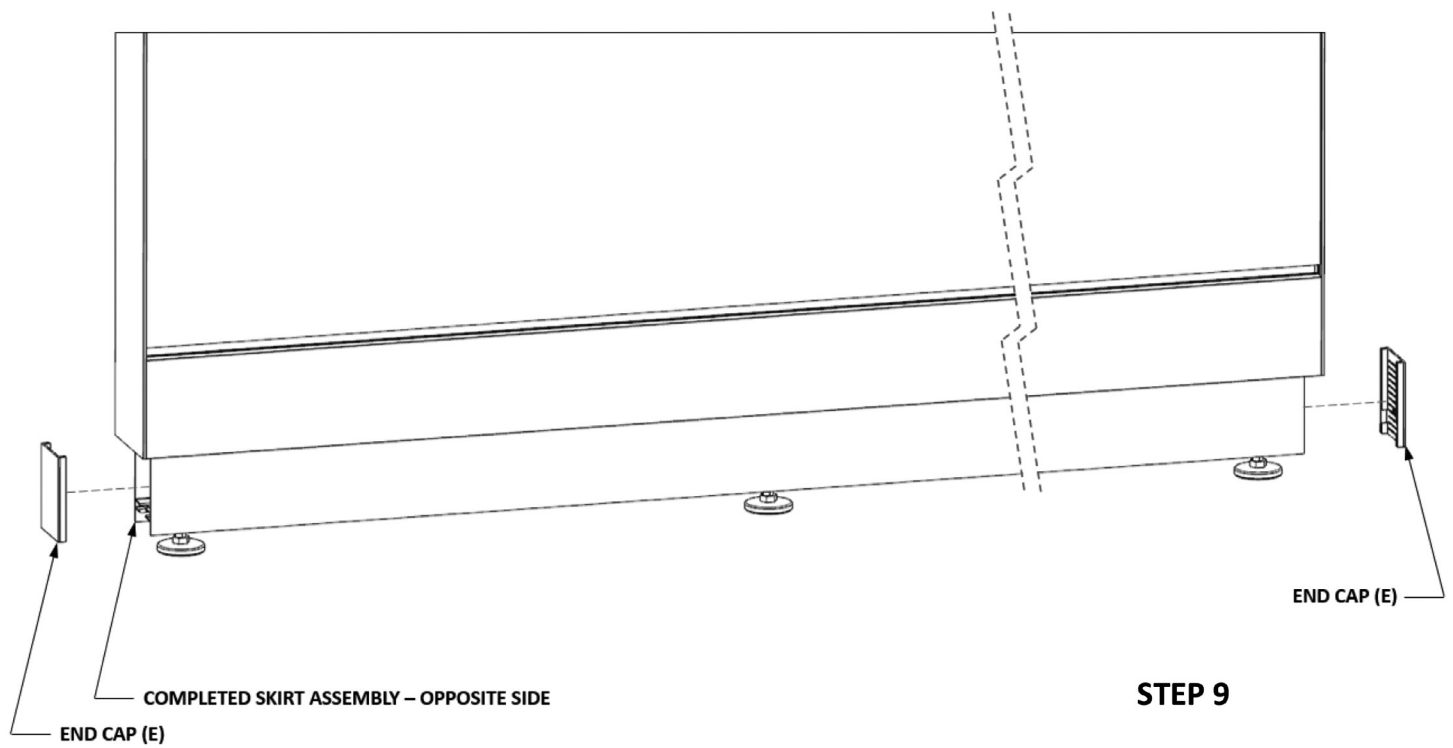 END CAP (E)
COMPLETED SKIRT ASSEMBLY – OPPOSITE SIDE
STEP 9
END CAP (E)